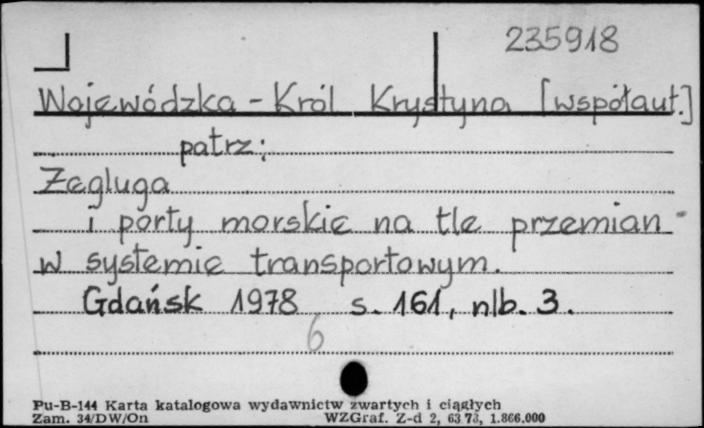 235918
Wojewódzka - Król Krystyna [współaut.]
patrz:
Żegluga
i porty morskie na tle przemian
w systemie transportowym.
Gdańsk 1978 s. 161, nlb. 3.
6
Pu-B-144 Karta katalogowa wydawnictw zwartych i ciągłych
Zam. 34/DW/On WZGraf. Z-d 2, 63 73, 1.866.000